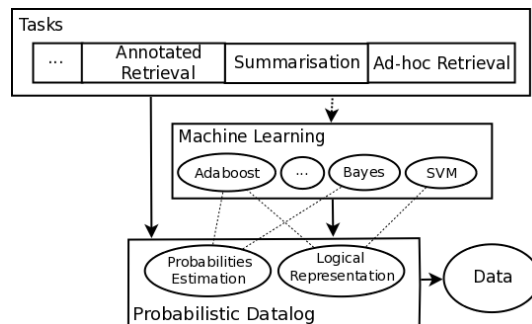 Tasks
...
Annotated
Retrieval
Summarisation
Ad-hoc Retrieval
Machine Learning
Adaboost
...
Bayes
SVM
Probabilities
Estimation
Logical
Representation
Probabilistic Datalog
Data